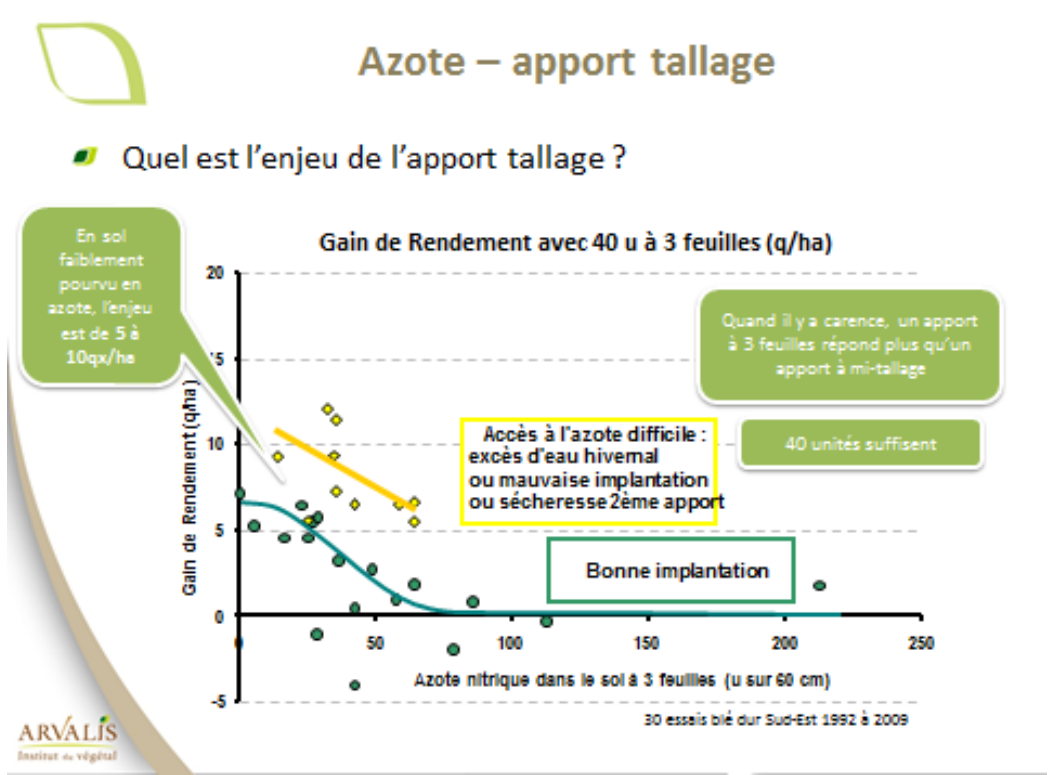 Azote – apport tallage
Quel est l'enjeu de l'apport tallage ?
En sol
faiblement
pourvu en
azote, l'enjeu
est de 5 à
10qx/ha
Gain de Rendement avec 40 u à 3 feuilles (q/ha)
Gain de Rendement (q/ha)
20
15
10
5
0
-5
0
50
100
150
200
250
Quand il y a carence, un apport
à 3 feuilles répond plus qu'un
apport à mi-tallage
40 unités suffisent
Accès à l'azote difficile :
excès d'eau hivernal
ou mauvaise implantation
ou sécheresse 2ème apport
Bonne implantation
Azote nitrique dans le sol à 3 feuilles (u sur 60 cm)
30 essais blé dur Sud-Est 1992 à 2009
ARVALIS
Institut du végétal